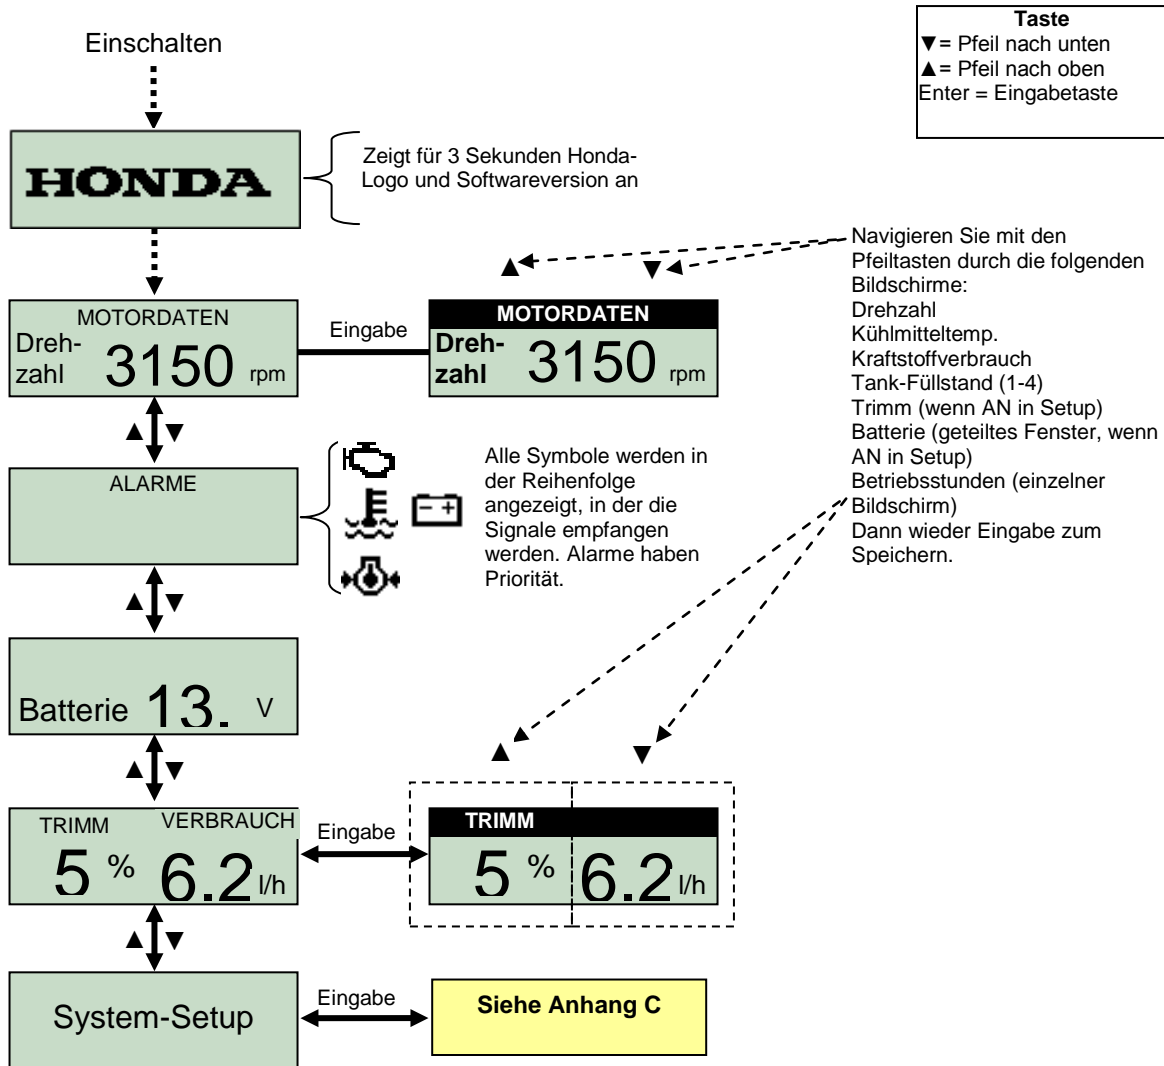 Einschalten
Taste
▼= Pfeil nach unten
▲= Pfeil nach oben
Enter = Eingabetaste
HONDA
Zeigt für 3 Sekunden Honda-
Logo und Softwareversion an
Navigieren Sie mit den
Pfeiltasten durch die folgenden
Bildschirme:
Drehzahl
Kühlmitteltemp.
Kraftstoffverbrauch
Tank-Füllstand (1-4)
Trimm (wenn AN in Setup)
Batterie (geteiltes Fenster, wenn
AN in Setup)
Betriebsstunden (einzelner
Bildschirm)
Dann wieder Eingabe zum
Speichern.
▲ ▼
MOTORDATEN
Dreh-
zahl 3150 rpm
Eingabe
MOTORDATEN
Dreh-
zahl 3150 rpm
▲ ▼
ALARME
Alle Symbole werden in
der Reihenfolge
angezeigt, in der die
Signale empfangen
werden. Alarme haben
Priorität.
▲ ▼
Batterie 13. V
▲ ▼
▲ ▼
TRIMM VERBRAUCH
5 % 6.2 l/h
Eingabe
TRIMM
5 % 6.2 l/h
▲ ▼
System-Setup
Eingabe
Siehe Anhang C